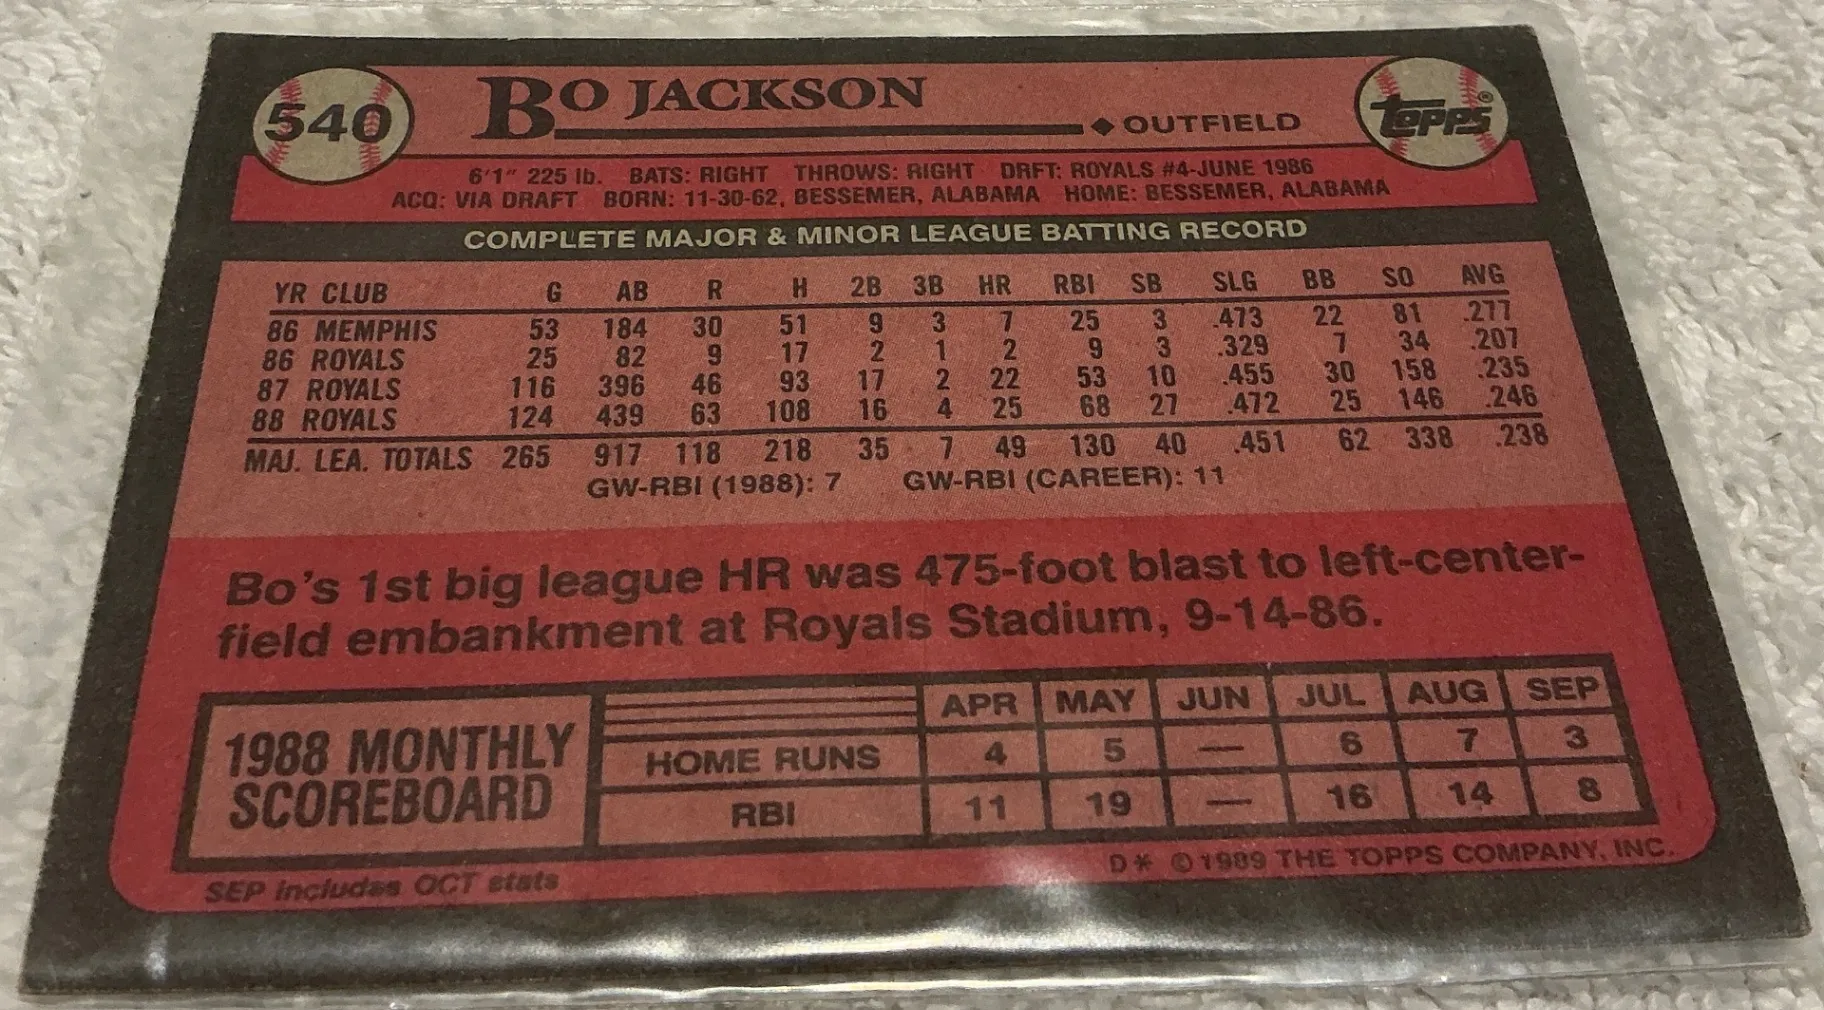 540
BO JACKSON
◆ OUTFIELD
topps®
6'1" 225 lb. BATS: RIGHT THROWS: RIGHT DRFT: ROYALS #4-JUNE 1986
ACQ: VIA DRAFT BORN: 11-30-62, BESSEMER, ALABAMA HOME: BESSEMER, ALABAMA
COMPLETE MAJOR & MINOR LEAGUE BATTING RECORD
YR CLUB G AB R H 2B 3B HR RBI SB SLG BB SO AVG
86 MEMPHIS 53 184 30 51 9 3 7 25 3 .473 22 81 .277
86 ROYALS 25 82 9 17 2 1 2 9 3 .329 7 34 .207
87 ROYALS 116 396 46 93 17 2 22 53 10 .455 30 158 .235
88 ROYALS 124 439 63 108 16 4 25 68 27 .472 25 146 .246
MAJ. LEA. TOTALS 265 917 118 218 35 7 49 130 40 .451 62 338 .238
GW-RBI (1988): 7 GW-RBI (CAREER): 11
Bo's 1st big league HR was 475-foot blast to left-center-
field embankment at Royals Stadium, 9-14-86.
1988 MONTHLY
SCOREBOARD
APR MAY JUN JUL AUG SEP
HOME RUNS 4 5 — 6 7 3
RBI 11 19 — 16 14 8
SEP includes OCT stats
D* © 1989 THE TOPPS COMPANY, INC.